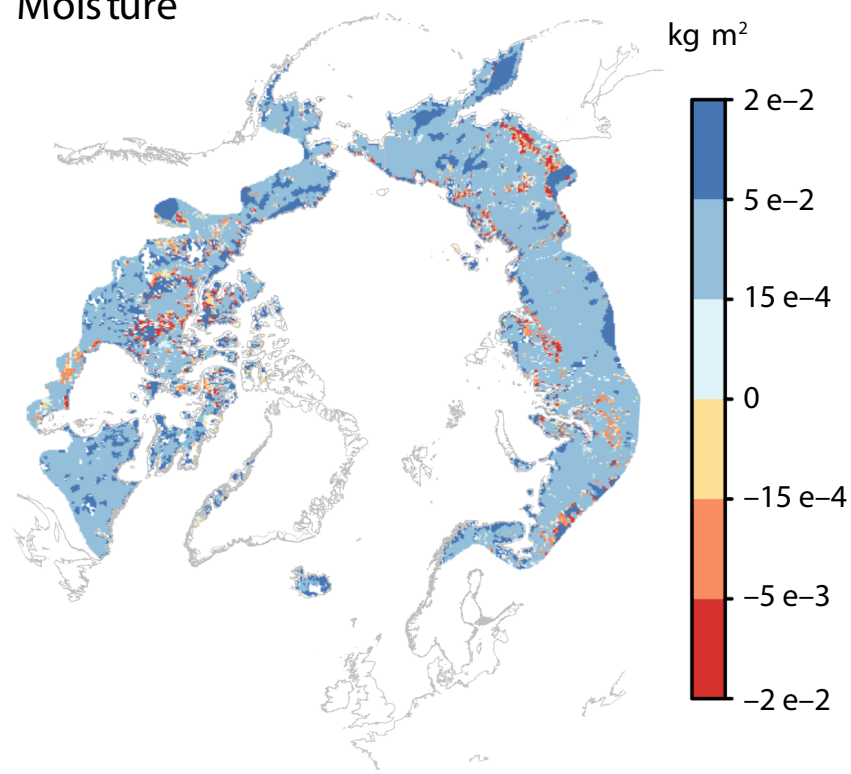 Moisture
kg m²
2 e–2
5 e–2
15 e–4
0
–15 e–4
–5 e–3
–2 e–2